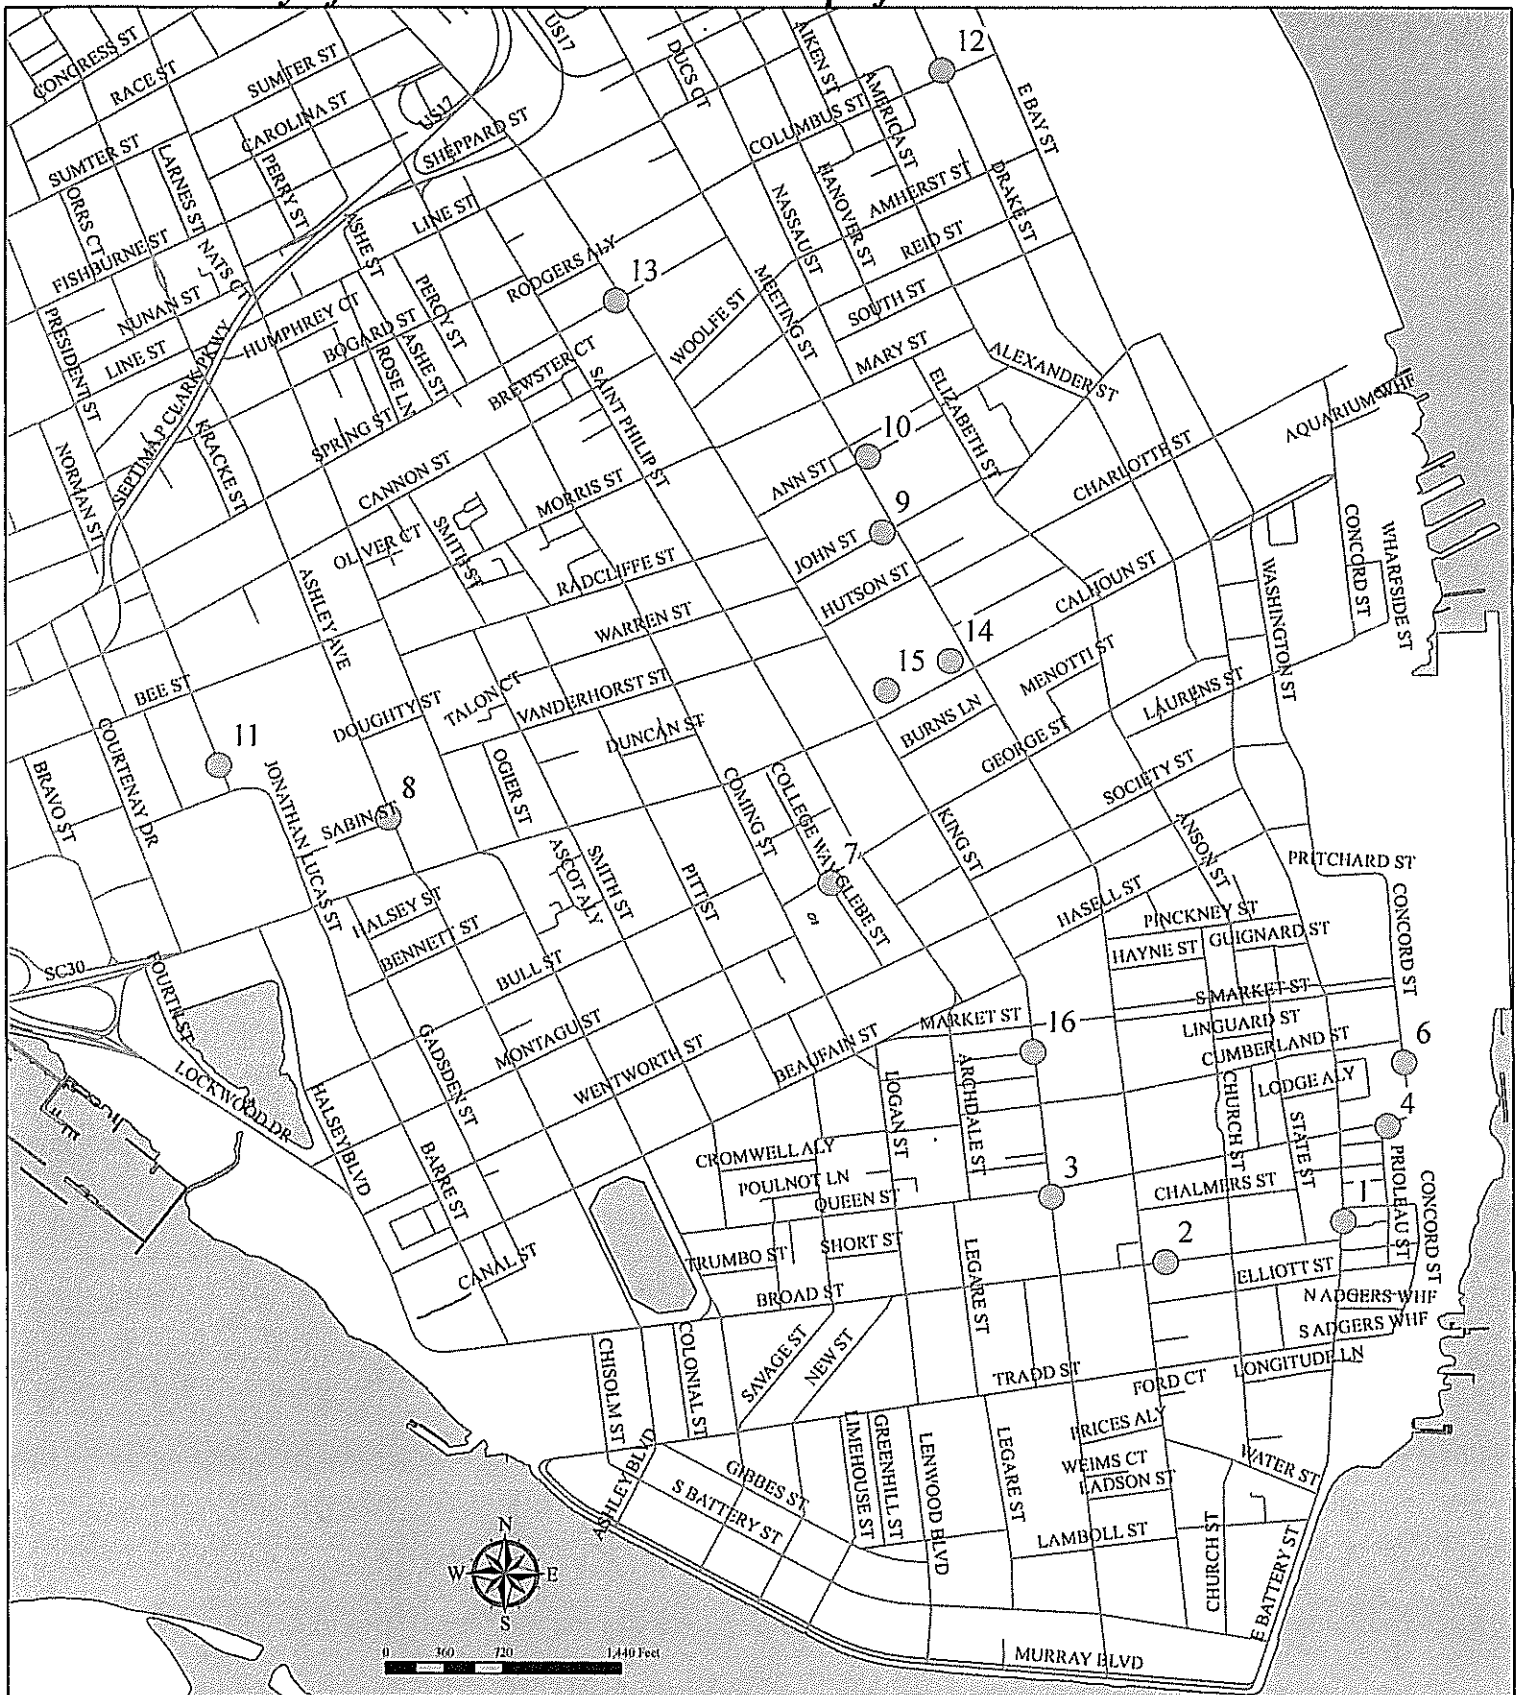 CONGRESS ST
RACE ST
SUMTER ST
CAROLINA ST
US17
US17
SHEPPARD ST
DUCS CT
AIKEN ST
AMERICA ST
COLUMBUS ST
12
E BAY ST
SUMTER ST
LARNES ST
PERRY ST
ORRS CT
FISHBURNE ST
NATS CT
NUNAN ST
ASHE ST
LINE ST
RODGERS ALY
13
NASSAU ST
HANOVER ST
AMHERST ST
DRAKE ST
REID ST
SOUTH ST
MARY ST
MEETING ST
WOOLFE ST
PERCY ST
HUMPHREY CT
BOGARD ST
ASHE ST
ROSE LN
PRESIDENT ST
LINE ST
SEPTIMA P CLARK PKWY
BREWSTER CT
SAINT PHILIP ST
ALEXANDER ST
ELIZABETH ST
AQUARIUM WHF
CHARLOTTE ST
10
ANN ST
SPRING ST
KRACKE ST
NORMAN ST
CANNON ST
MORRIS ST
SMITH ST
OLIVER CT
9
JOHN ST
HUTSON ST
CALHOUN ST
CONCORD ST
WHARFSIDE ST
WASHINGTON ST
RADCLIFFE ST
WARREN ST
ASHLEY AVE
14
15
MENOTTI ST
LAURENS ST
BURNS LN
GEORGE ST
BEE ST
COURTENAY DR
DOUGHTY ST
TALON CT
VANDERHORST ST
DUNCAN ST
OGIER ST
11
BRAVO ST
JONATHAN LUCAS ST
SABIN ST
8
COMING ST
COLLEGE WAY
7
GLEBE ST
KING ST
SOCIETY ST
ANSON ST
PRITCHARD ST
HASELL ST
PINCKNEY ST
HAYNE ST
GUIGNARD ST
CONCORD ST
ASCOT ALY
SMITH ST
PITT ST
HALSEY ST
BENNETT ST
BULL ST
SC30
FOURTH ST
LOCKWOOD DR
HALSEY BLVD
GADSDEN ST
MONTAGU ST
WENTWORTH ST
BEAUFAIN ST
MARKET ST
16
S MARKET ST
LINGUARD ST
CUMBERLAND ST
6
LODGE ALY
4
LOGAN ST
ARCHDALE ST
CHURCH ST
STATE ST
PRIOLEAU ST
CONCORD ST
BARRE ST
CROMWELL ALY
POULNOT LN
QUEEN ST
3
CHALMERS ST
1
2
CANAL ST
TRUMBO ST
SHORT ST
BROAD ST
LEGARE ST
ELLIOTT ST
N ADGERS WHF
S ADGERS WHF
LONGITUDE LN
CHISOLM ST
COLONIAL ST
SAVAGE ST
NEW ST
TRADD ST
FORD CT
PRICES ALY
WEIMS CT
LADSON ST
WATER ST
LIMEHOUSE ST
GREENHILL ST
LENWOOD BLVD
LEGARE ST
LAMBOLL ST
CHURCH ST
E BATTERY ST
ASHLEY BLVD
GIBBES ST
S BATTERY ST
MURRAY BLVD
N
W E
S
0 360 720 1,440 Feet